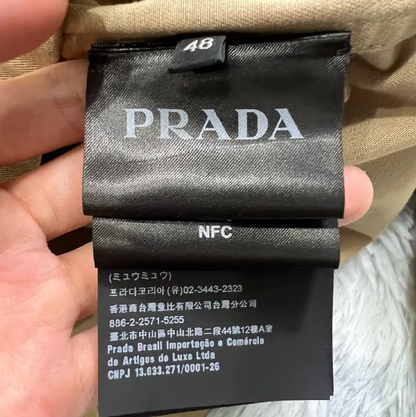 48
PRADA
NFC
(ミュウミュウ)
프라다코리아(유)02-3443-2323
香港商台灣普比有限公司台灣分公司
886-2-2571-5255
臺北市中山區中山北路二段44號12樓A室
Prada Brasil Importação e Comércio
de Artigos de Luxo Ltda
CNPJ 13.633.271/0001-26